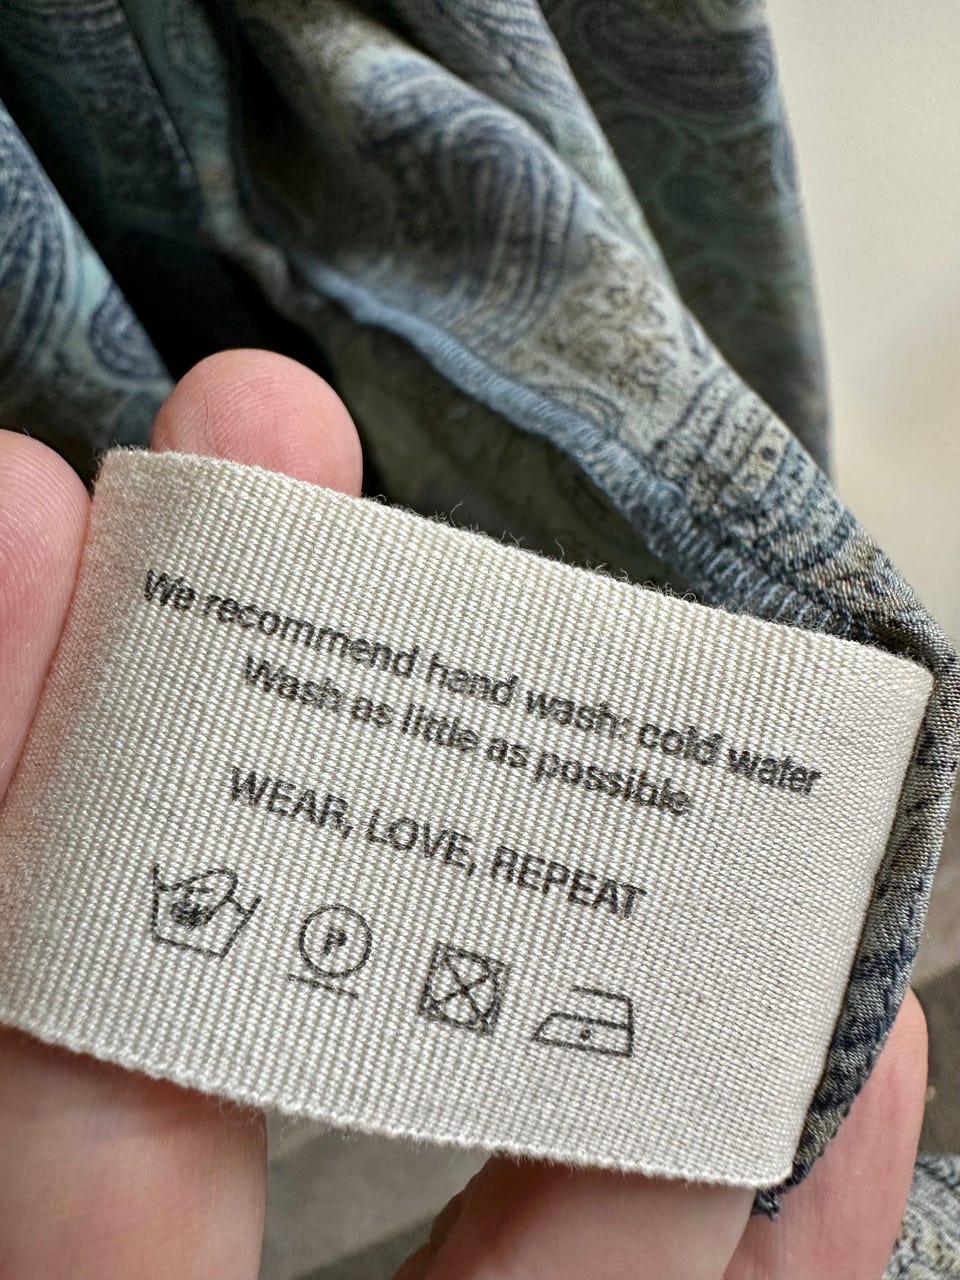 We recommend hand wash: cold water
Wash as little as possible
WEAR, LOVE, REPEAT
P